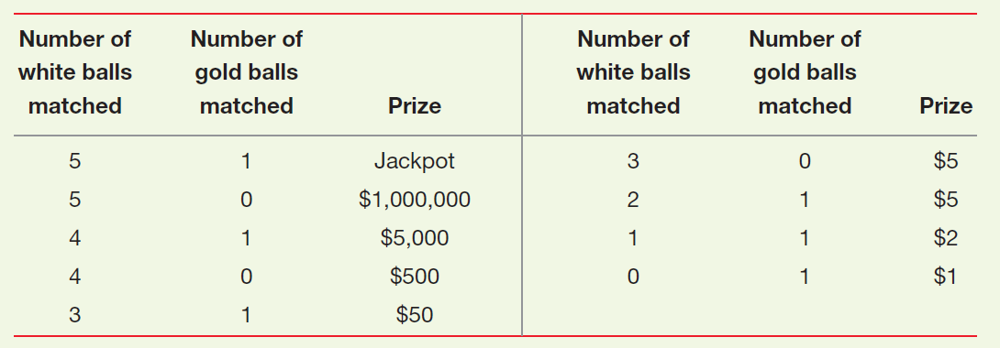 Number of white balls matched Number of gold balls matched Prize Number of white balls matched Number of gold balls matched Prize
5 1 Jackpot 3 0 $5
5 0 $1,000,000 2 1 $5
4 1 $5,000 1 1 $2
4 0 $500 0 1 $1
3 1 $50